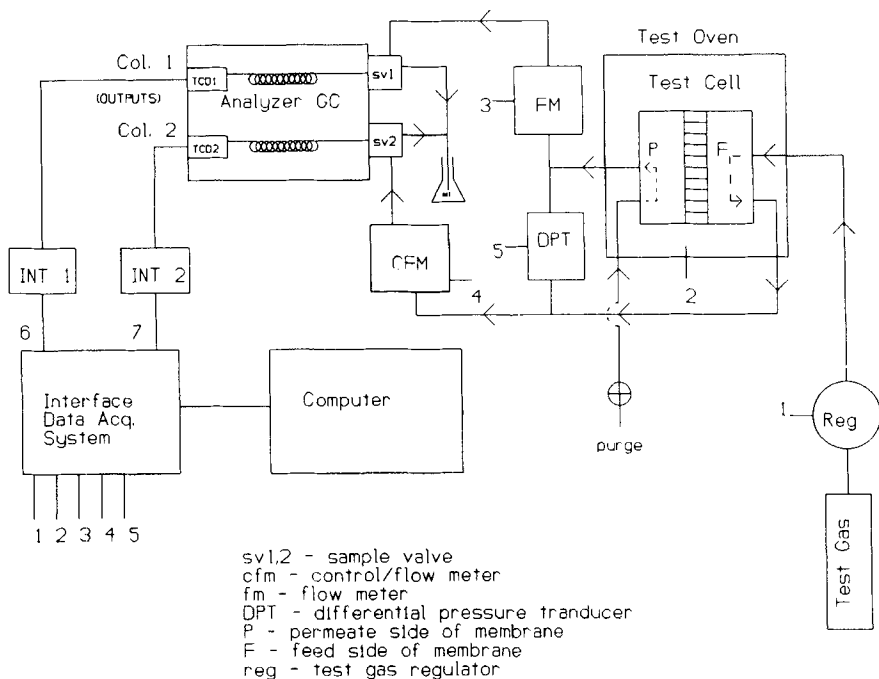 Test Oven
Test Cell
Col. 1
(OUTPUTS)
Col. 2
TCD1
TCD2
Analyzer GC
sv1
sv2
3
FM
P
F
5
DPT
CFM
4
2
INT 1
INT 2
6
7
Interface
Data Acq.
System
Computer
purge
1
Reg
Test Gas
1 2 3 4 5
sv1,2 - sample valve
cfm - control/flow meter
fm - flow meter
DPT - differential pressure tranducer
P - permeate side of membrane
F - feed side of membrane
reg - test gas regulator